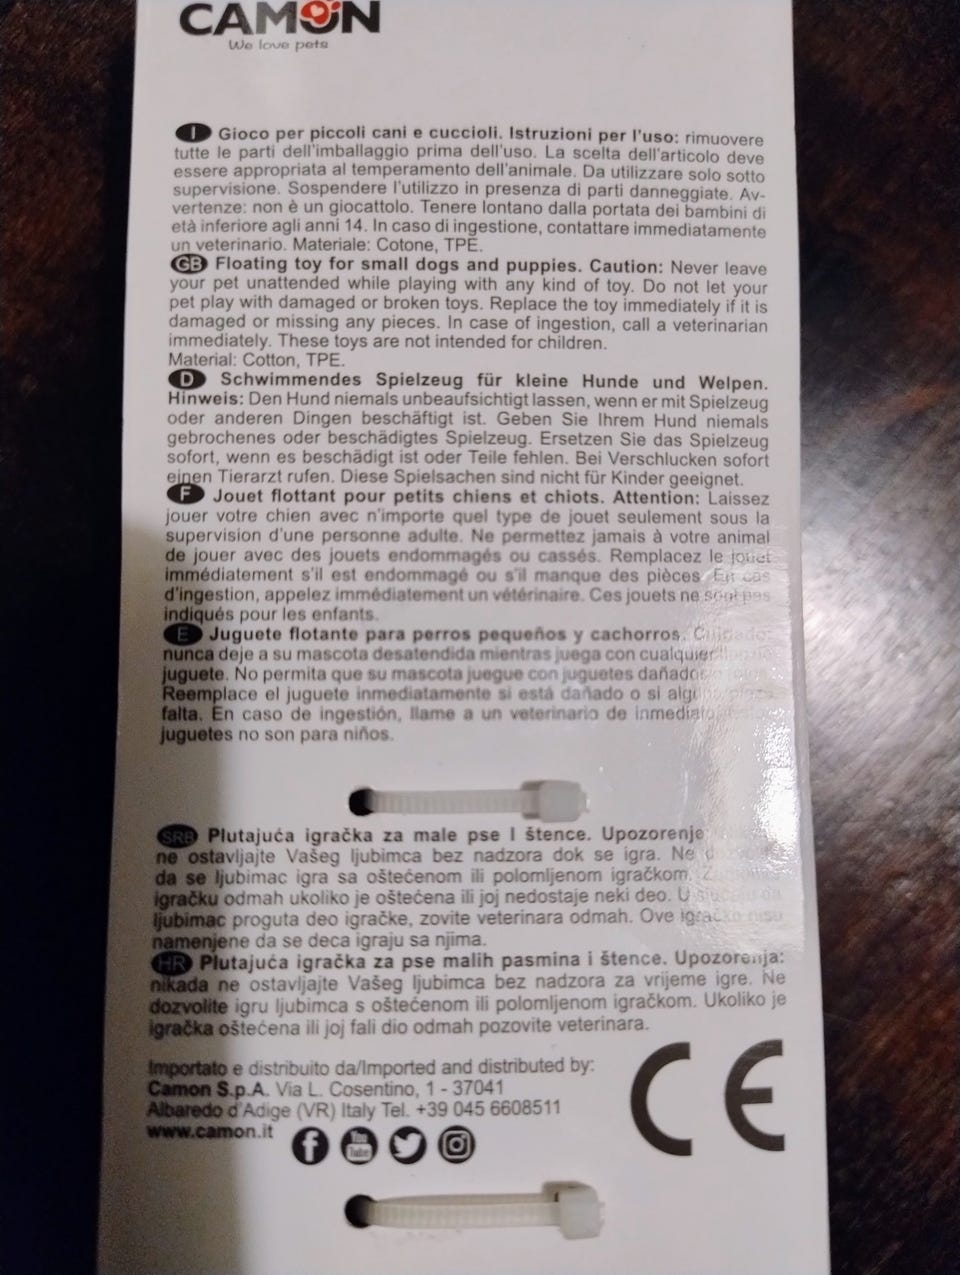 CAMON
We love pets
I Gioco per piccoli cani e cuccioli. Istruzioni per l'uso: rimuovere
tutte le parti dell'imballaggio prima dell'uso. La scelta dell'articolo deve
essere appropriata al temperamento dell'animale. Da utilizzare solo sotto
supervisione. Sospendere l'utilizzo in presenza di parti danneggiate. Av-
vertenze: non è un giocattolo. Tenere lontano dalla portata dei bambini di
età inferiore agli anni 14. In caso di ingestione, contattare immediatamente
un veterinario. Materiale: Cotone, TPE.
GB Floating toy for small dogs and puppies. Caution: Never leave
your pet unattended while playing with any kind of toy. Do not let your
pet play with damaged or broken toys. Replace the toy immediately if it is
damaged or missing any pieces. In case of ingestion, call a veterinarian
immediately. These toys are not intended for children.
Material: Cotton, TPE.
D Schwimmendes Spielzeug für kleine Hunde und Welpen.
Hinweis: Den Hund niemals unbeaufsichtigt lassen, wenn er mit Spielzeug
oder anderen Dingen beschäftigt ist. Geben Sie Ihrem Hund niemals
gebrochenes oder beschädigtes Spielzeug. Ersetzen Sie das Spielzeug
sofort, wenn es beschädigt ist oder Teile fehlen. Bei Verschlucken sofort
einen Tierarzt rufen. Diese Spielsachen sind nicht für Kinder geeignet.
F Jouet flottant pour petits chiens et chiots. Attention: Laissez
jouer votre chien avec n'importe quel type de jouet seulement sous la
supervision d'une personne adulte. Ne permettez jamais à votre animal
de jouer avec des jouets endommagés ou cassés. Remplacez le jouet
immédiatement s'il est endommagé ou s'il manque des pièces. En cas
d'ingestion, appelez immédiatement un vétérinaire. Ces jouets ne sont pas
indiqués pour les enfants.
E Juguete flotante para perros pequeños y cachorros. Cuidado:
nunca deje a su mascota desatendida mientras juega con cualquier
juguete. No permita que su mascota juegue con juguetes
Reemplace el juguete inmediatamente si está dañado o si
falta. En caso de ingestión, llame a un veterinario de
juguetes no son para niños.
SRB Plutajuća igračka za male pse I štence. Upozorenje:
ne ostavljajte Vašeg ljubimca bez nadzora dok se igra. Ne
da se ljubimac igra sa oštećenom ili polomljenom igračkom.
igračku odmah ukoliko je oštećena ili joj nedostaje neki deo. U
ljubimac proguta deo igračke, zovite veterinara odmah. Ove igračke nisu
namenjene da se deca igraju sa njima.
HR Plutajuća igračka za pse malih pasmina i štence. Upozorenja:
nikada ne ostavljajte Vašeg ljubimca bez nadzora za vrijeme igre. Ne
dozvolite igru ljubimca s oštećenom ili polomljenom igračkom. Ukoliko je
igračka oštećena ili joj fali dio odmah pozovite veterinara.
Importato e distribuito da/Imported and distributed by:
Camon S.p.A. Via L. Cosentino, 1 - 37041
Albaredo d'Adige (VR) Italy Tel. +39 045 6608511
www.camon.it
You Tube
CE